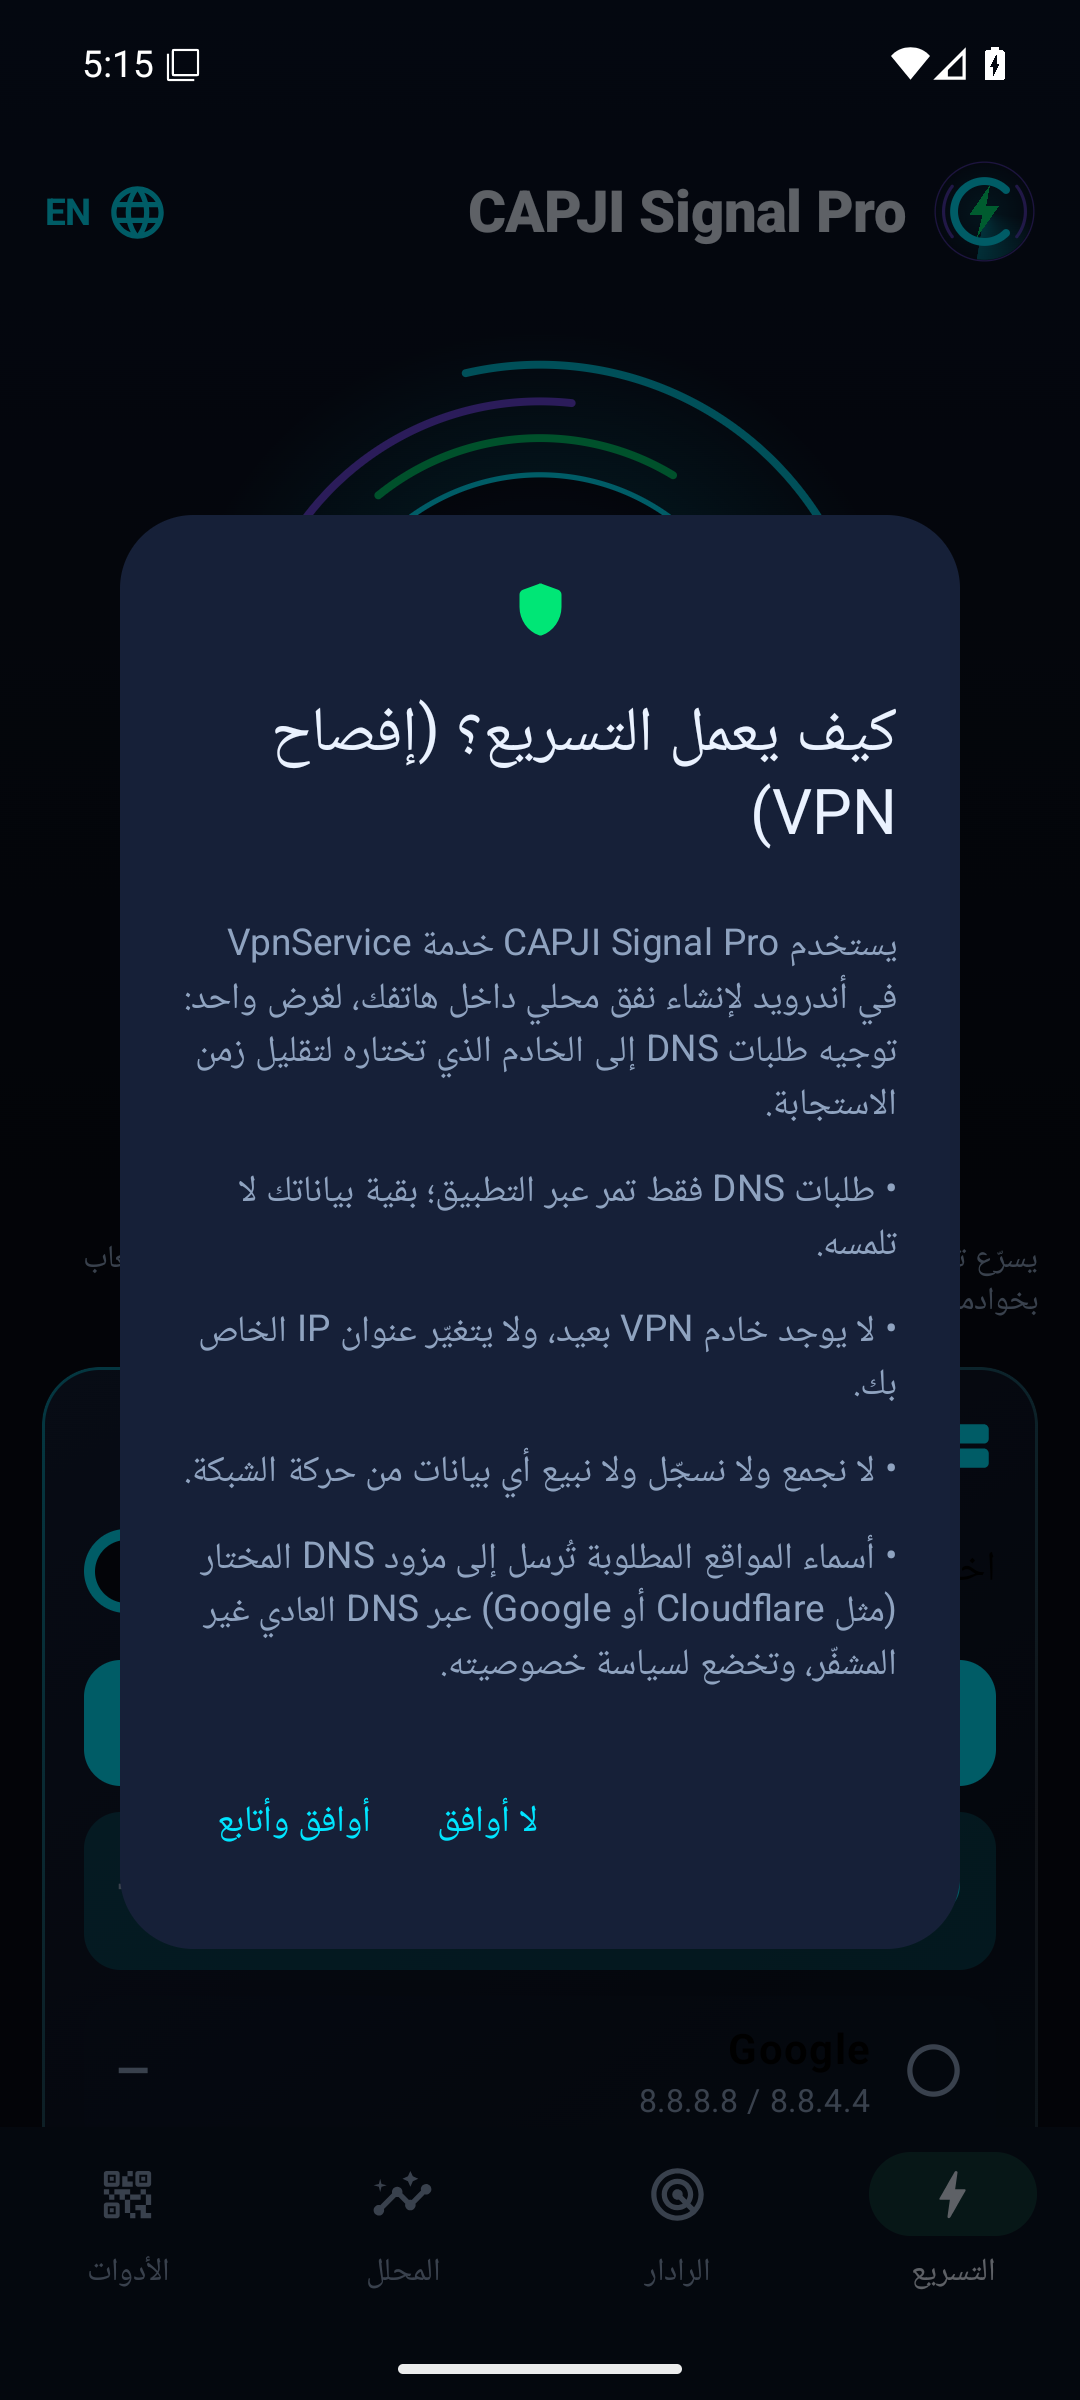 5:15
CAPJI Signal Pro
EN
كيف يعمل التسريع؟ (إفصاح
VPN)
يستخدم CAPJI Signal Pro خدمة VpnService
في أندرويد لإنشاء نفق محلي داخل هاتفك، لغرض واحد:
توجيه طلبات DNS إلى الخادم الذي تختاره لتقليل زمن
الاستجابة.
• طلبات DNS فقط تمر عبر التطبيق؛ بقية بياناتك لا
تلمسه.
• لا يوجد خادم VPN بعيد، ولا يتغيّر عنوان IP الخاص
بك.
• لا نجمع ولا نسجّل ولا نبيع أي بيانات من حركة الشبكة.
• أسماء المواقع المطلوبة تُرسل إلى مزود DNS المختار
(مثل Cloudflare أو Google) عبر DNS العادي غير
المشفّر، وتخضع لسياسة خصوصيته.
لا أوافق
أوافق وأتابع
يسرّع
Google
8.8.8.8 / 8.8.4.4
التسريع
الرادار
المحلل
الأدوات